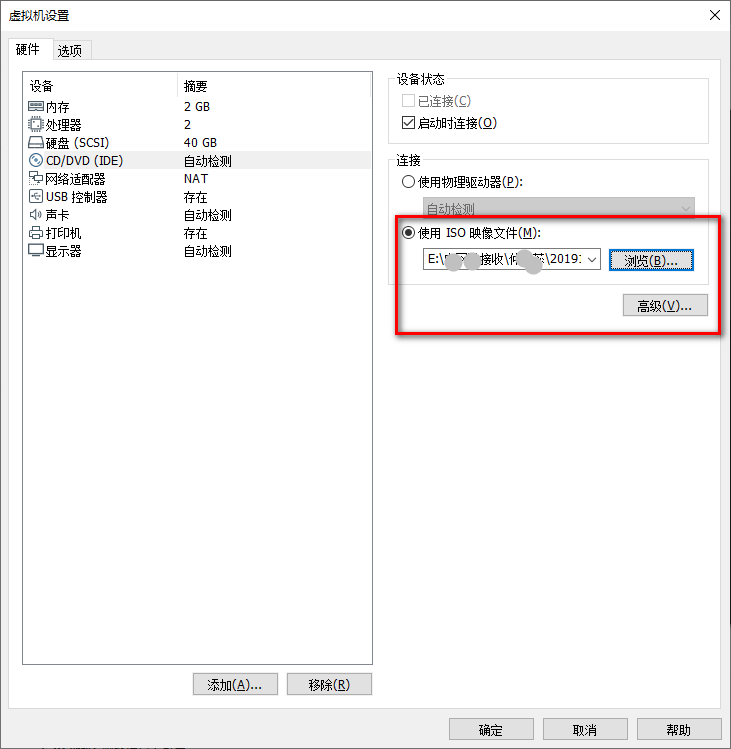 虚拟机设置
硬件 选项
设备 摘要
内存 2 GB
处理器 2
硬盘 (SCSI) 40 GB
CD/DVD (IDE) 自动检测
网络适配器 NAT
USB 控制器 存在
声卡 自动检测
打印机 存在
显示器 自动检测
添加(A)... 移除(R)
设备状态
已连接(C)
启动时连接(O)
连接
使用物理驱动器(P):
自动检测
使用 ISO 映像文件(M):
E:\ 接收\ \2019 浏览(B)...
高级(V)...
确定 取消 帮助